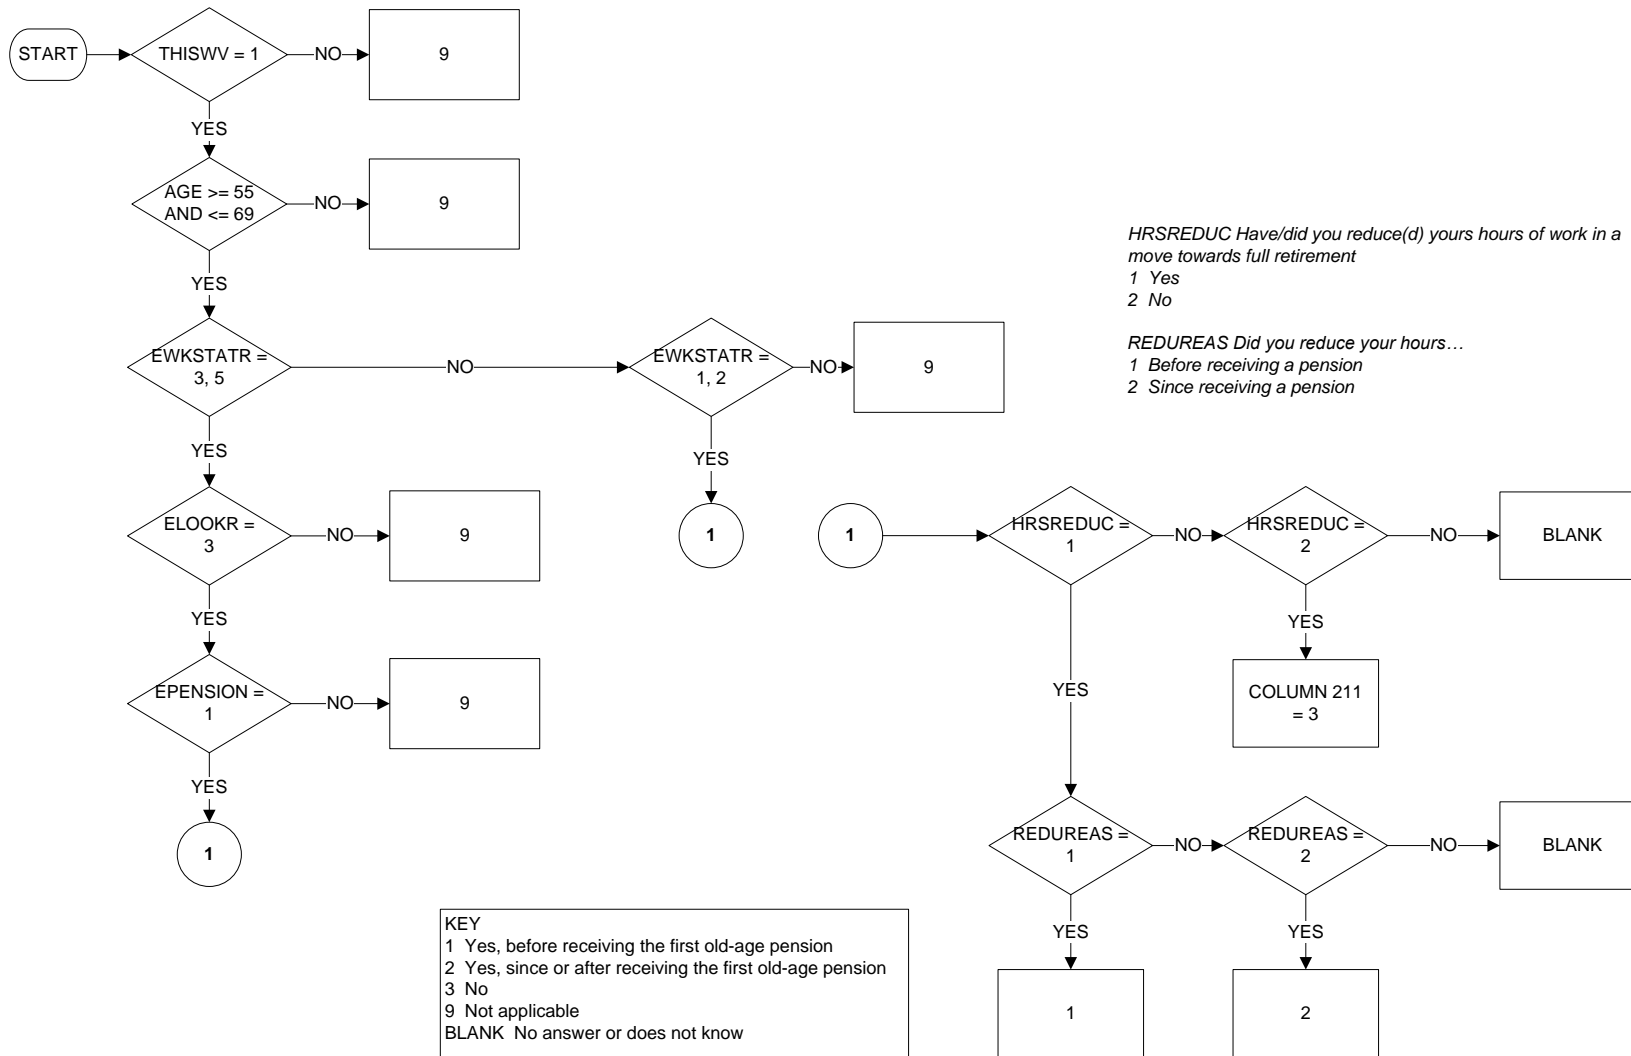 START
THISWV = 1
NO
9
YES
AGE >= 55
AND <= 69
NO
9
YES
EWKSTATR =
3, 5
NO
EWKSTATR =
1, 2
NO
9
YES
YES
1
ELOOKR =
3
NO
9
YES
EPENSION =
1
NO
9
YES
1
HRSREDUC Have/did you reduce(d) yours hours of work in a
move towards full retirement
1 Yes
2 No
REDUREAS Did you reduce your hours…
1 Before receiving a pension
2 Since receiving a pension
1
HRSREDUC =
1
NO
HRSREDUC =
2
NO
BLANK
YES
COLUMN 211
= 3
YES
REDUREAS =
1
NO
REDUREAS =
2
NO
BLANK
YES
YES
1
2
KEY
1 Yes, before receiving the first old-age pension
2 Yes, since or after receiving the first old-age pension
3 No
9 Not applicable
BLANK No answer or does not know